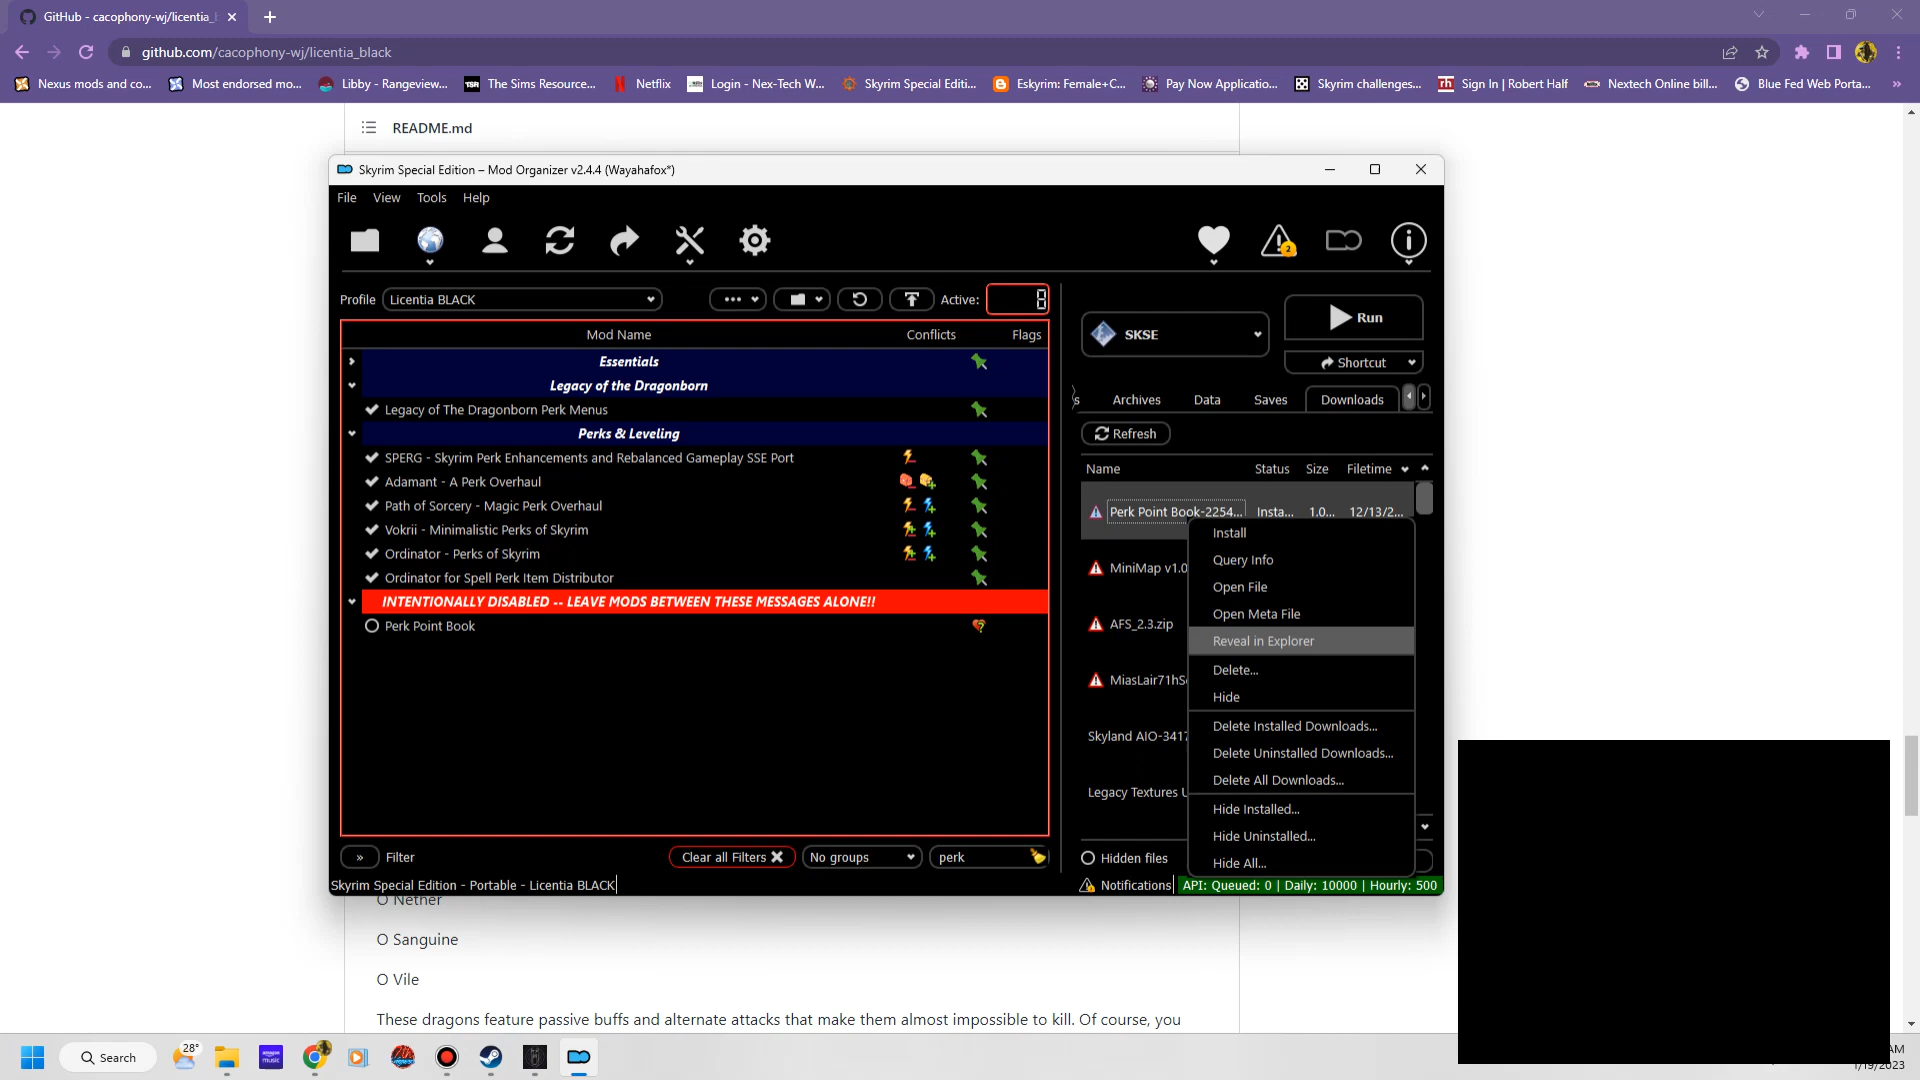 GitHub - cacophony-wj/licentia_
github.com/cacophony-wj/licentia_black
Nexus mods and co...
Most endorsed mo...
Libby - Rangeview...
The Sims Resource...
Netflix
Login - Nex-Tech W...
Skyrim Special Editi...
Eskyrim: Female+C...
Pay Now Applicatio...
Skyrim challenges...
Sign In | Robert Half
Nextech Online bill...
Blue Fed Web Porta...
»
README.md
Skyrim Special Edition – Mod Organizer v2.4.4 (Wayahafox*)
File View Tools Help
2
Profile
Licentia BLACK
Active:
8
Mod Name Conflicts Flags
Essentials
Legacy of the Dragonborn
Legacy of The Dragonborn Perk Menus
Perks & Leveling
SPERG - Skyrim Perk Enhancements and Rebalanced Gameplay SSE Port
Adamant - A Perk Overhaul
Path of Sorcery - Magic Perk Overhaul
Vokrii - Minimalistic Perks of Skyrim
Ordinator - Perks of Skyrim
Ordinator for Spell Perk Item Distributor
INTENTIONALLY DISABLED -- LEAVE MODS BETWEEN THESE MESSAGES ALONE!!
Perk Point Book
» Filter
Clear all Filters
No groups
perk
Skyrim Special Edition - Portable - Licentia BLACK
SKSE
Run
Shortcut
s Archives Data Saves Downloads
Refresh
Name Status Size Filetime
Perk Point Book-2254... Insta... 1.0... 12/13/2...
MiniMap v1.0
AFS_2.3.zip
MiasLair71hS
Skyland AIO-3417
Legacy Textures U
Install
Query Info
Open File
Open Meta File
Reveal in Explorer
Delete...
Hide
Delete Installed Downloads...
Delete Uninstalled Downloads...
Delete All Downloads...
Hide Installed...
Hide Uninstalled...
Hide All...
Hidden files
Notifications
API: Queued: 0 | Daily: 10000 | Hourly: 500
O Nether
O Sanguine
O Vile
These dragons feature passive buffs and alternate attacks that make them almost impossible to kill. Of course, you
Search
28°
AM
1/19/2023